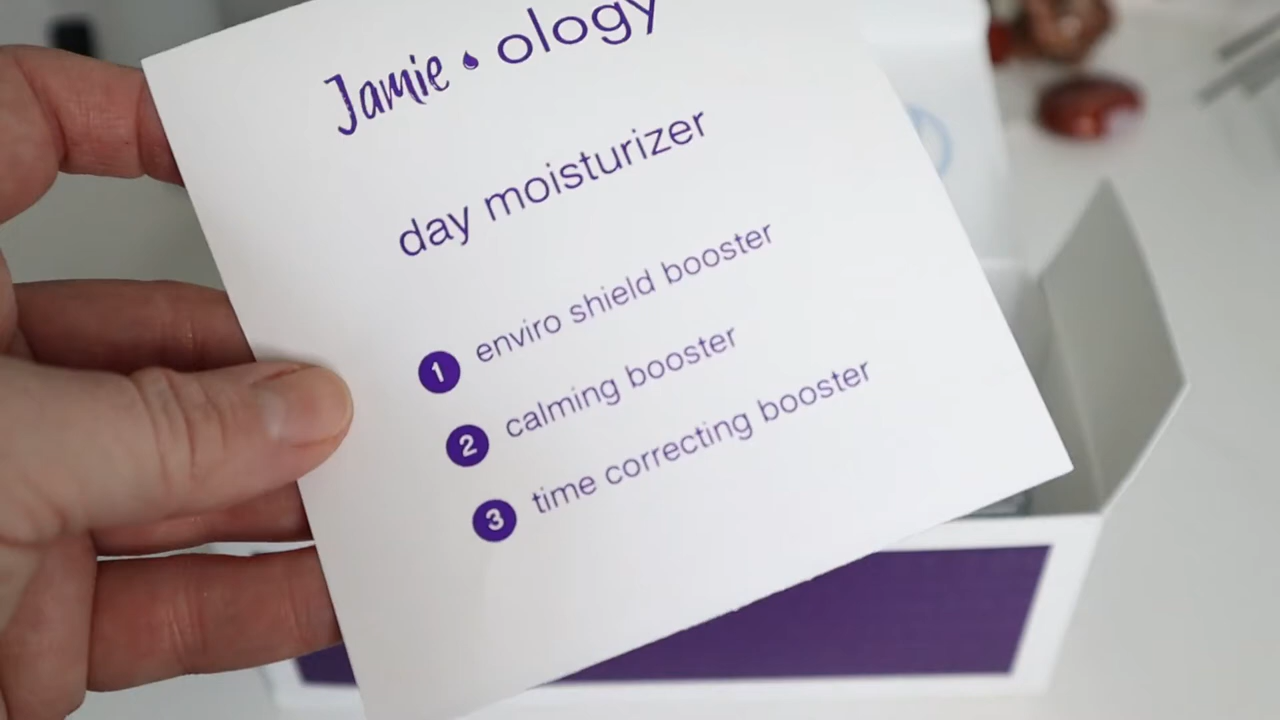 Jamie ology
day moisturizer
1 enviro shield booster
2 calming booster
3 time correcting booster